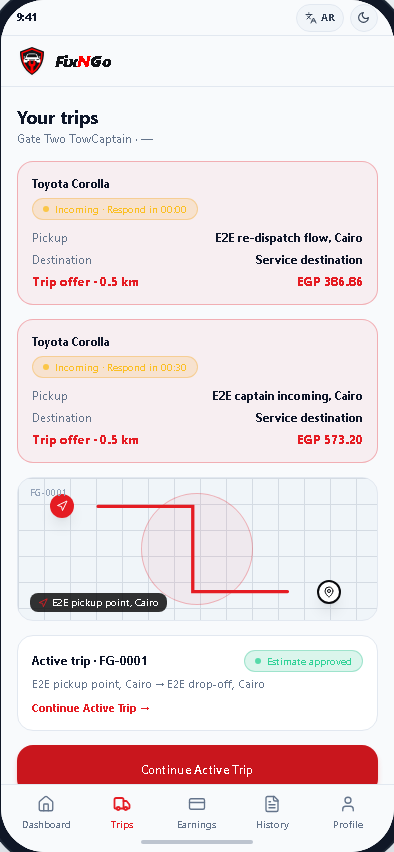 9:41
AR
FixNGo
Your trips
Gate Two TowCaptain · —
Toyota Corolla
Incoming · Respond in 00:00
Pickup E2E re-dispatch flow, Cairo
Destination Service destination
Trip offer · 0.5 km EGP 386.86
Toyota Corolla
Incoming · Respond in 00:30
Pickup E2E captain incoming, Cairo
Destination Service destination
Trip offer · 0.5 km EGP 573.20
FG-0001
E2E pickup point, Cairo
Active trip · FG-0001 Estimate approved
E2E pickup point, Cairo → E2E drop-off, Cairo
Continue Active Trip →
Continue Active Trip
Dashboard Trips Earnings History Profile